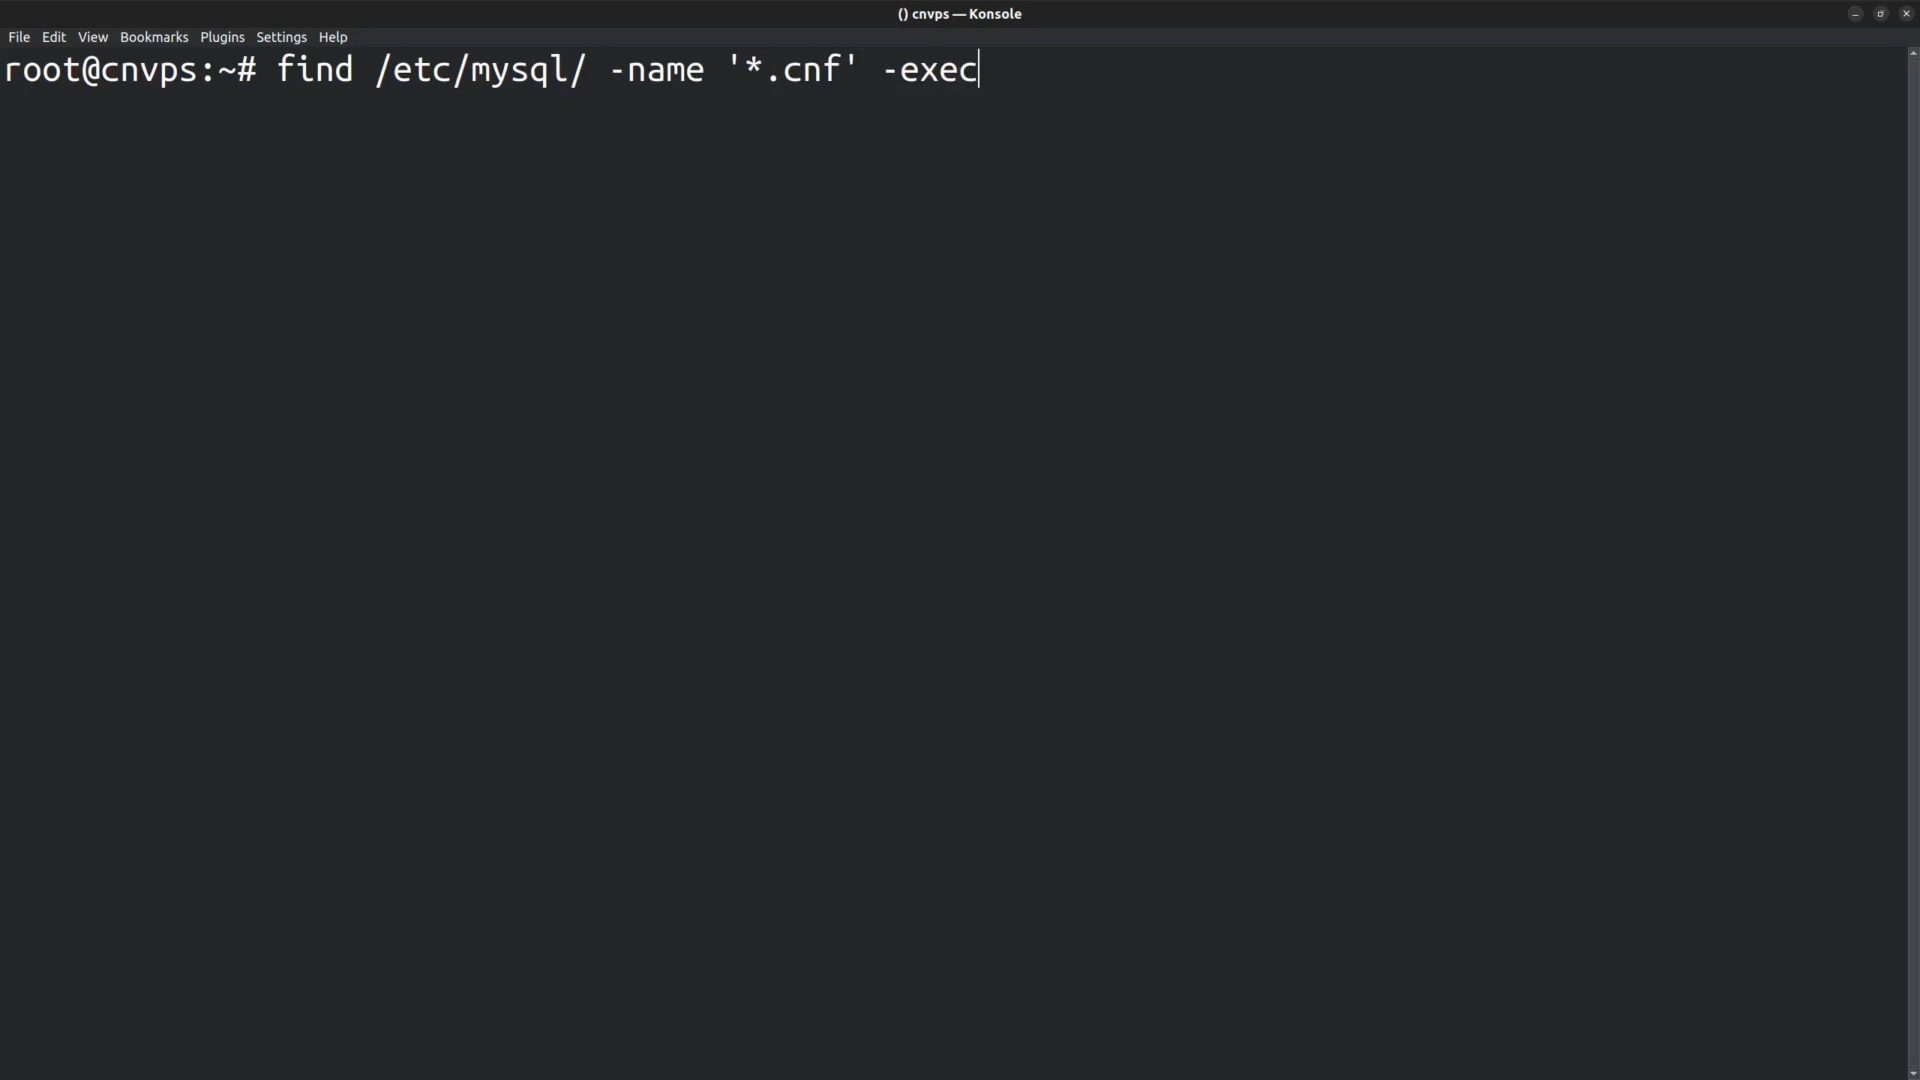 () cnvps — Konsole
File Edit View Bookmarks Plugins Settings Help
root@cnvps:~# find /etc/mysql/ -name '*.cnf' -exec